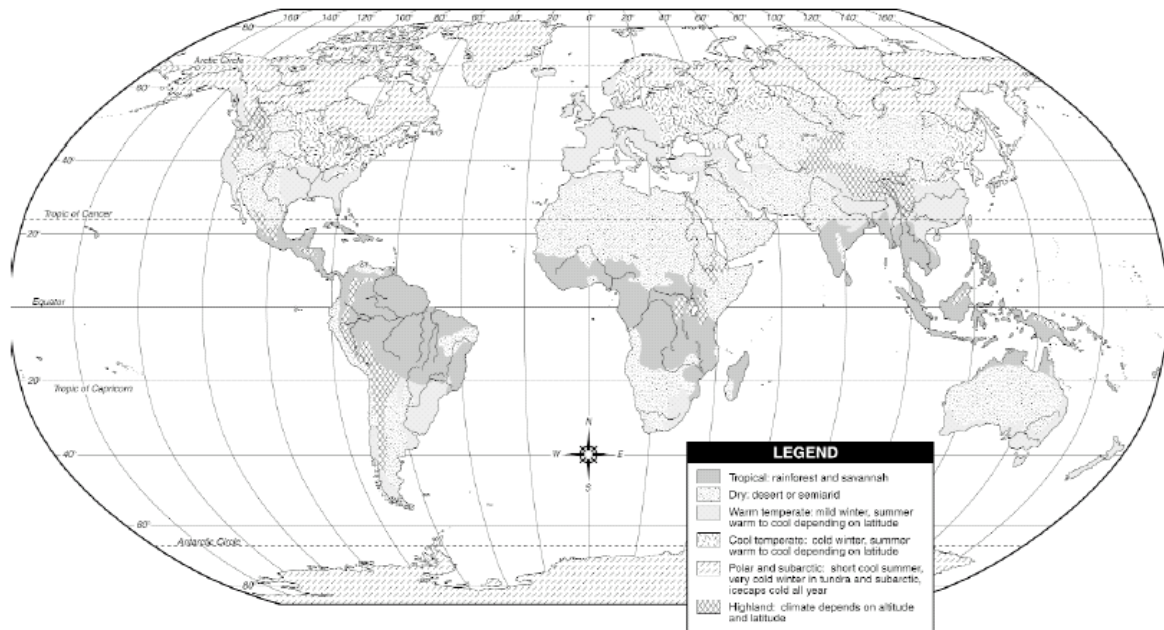 160° 140° 120° 100° 80° 60° 40° 20° 0° 20° 40° 60° 80° 100° 120° 140° 160°
80°
Arctic Circle
60°
40°
Tropic of Cancer
20°
Equator
20°
Tropic of Capricorn
N
W E
S
40°
60°
Antarctic Circle
80°
LEGEND
Tropical: rainforest and savannah
Dry: desert or semiarid
Warm temperate: mild winter, summer
warm to cool depending on latitude
Cool temperate: cold winter, summer
warm to cool depending on latitude
Polar and subarctic: short cool summer,
very cold winter in tundra and subarctic,
icecaps cold all year
Highland: climate depends on altitude
and latitude